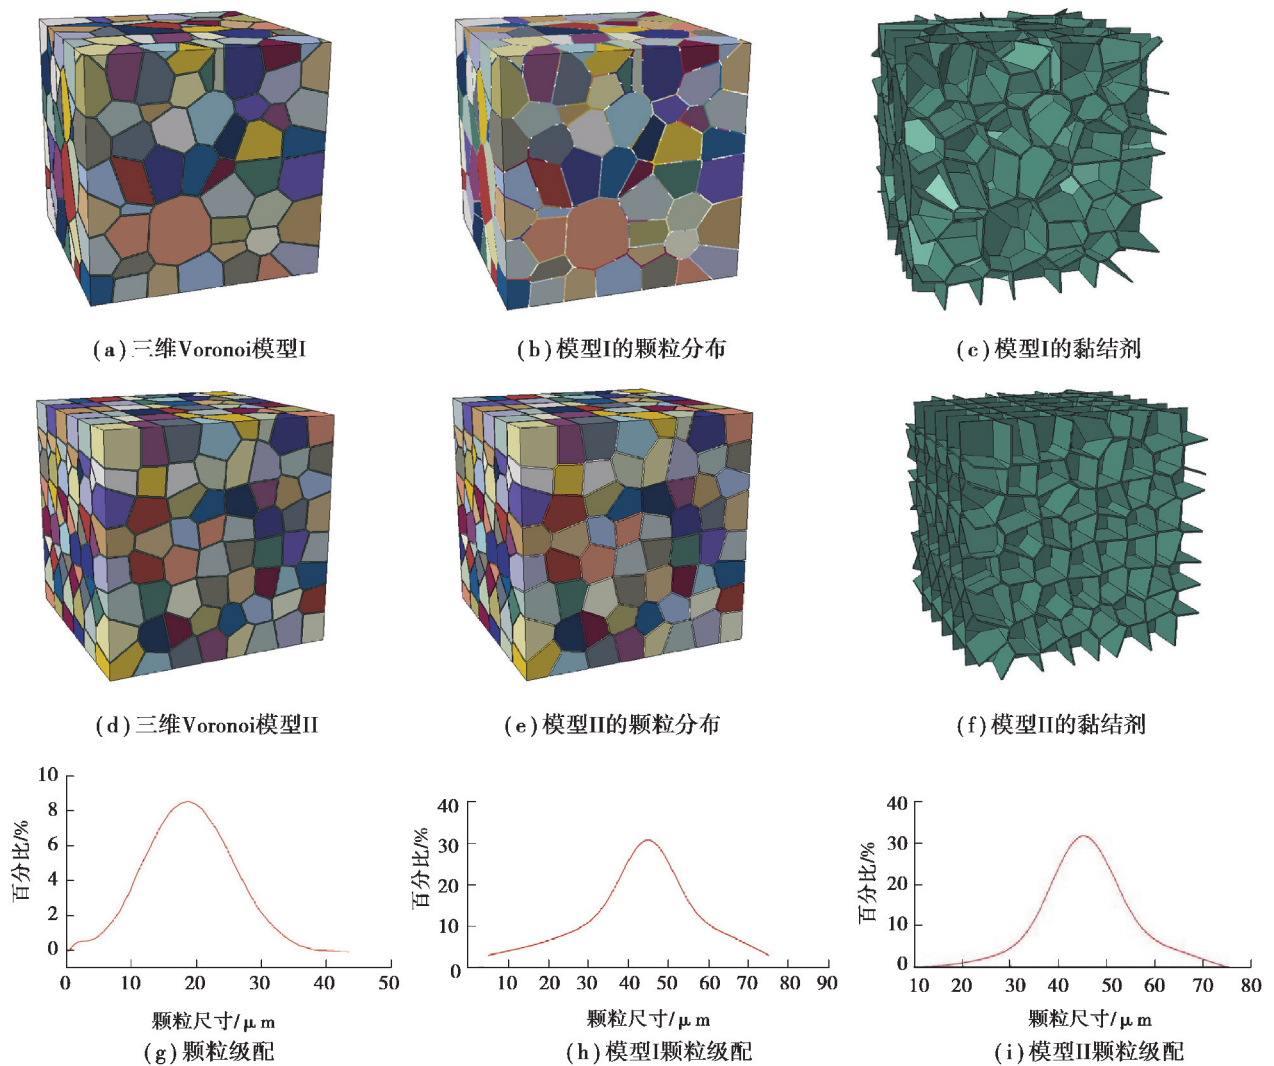 (a)三维Voronoi模型I
(b)模型I的颗粒分布
(c)模型I的黏结剂
(d)三维Voronoi模型II
(e)模型II的颗粒分布
(f)模型II的黏结剂
百分比/%
10
8
6
4
2
0
0 10 20 30 40 50
颗粒尺寸/μm
(g)颗粒级配
百分比/%
40
30
20
10
0
10 20 30 40 50 60 70 80 90
颗粒尺寸/μm
(h)模型I颗粒级配
百分比/%
40
30
20
10
0
10 20 30 40 50 60 70 80
颗粒尺寸/μm
(i)模型II颗粒级配